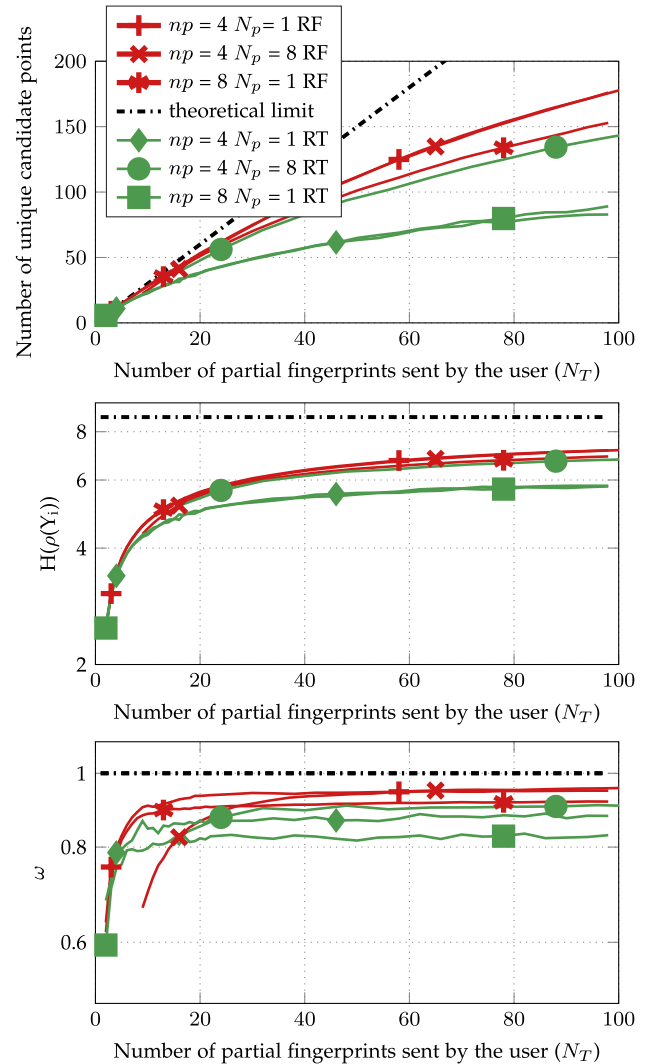 np = 4 N_p= 1 RF
np = 4 N_p = 8 RF
np = 8 N_p = 1 RF
theoretical limit
np = 4 N_p = 1 RT
np = 4 N_p = 8 RT
np = 8 N_p = 1 RT
Number of unique candidate points
200
150
100
50
0
0 20 40 60 80 100
Number of partial fingerprints sent by the user (N_T)
H(ρ(Y_i))
8
6
4
2
0 20 40 60 80 100
Number of partial fingerprints sent by the user (N_T)
ω
1
0.8
0.6
0 20 40 60 80 100
Number of partial fingerprints sent by the user (N_T)